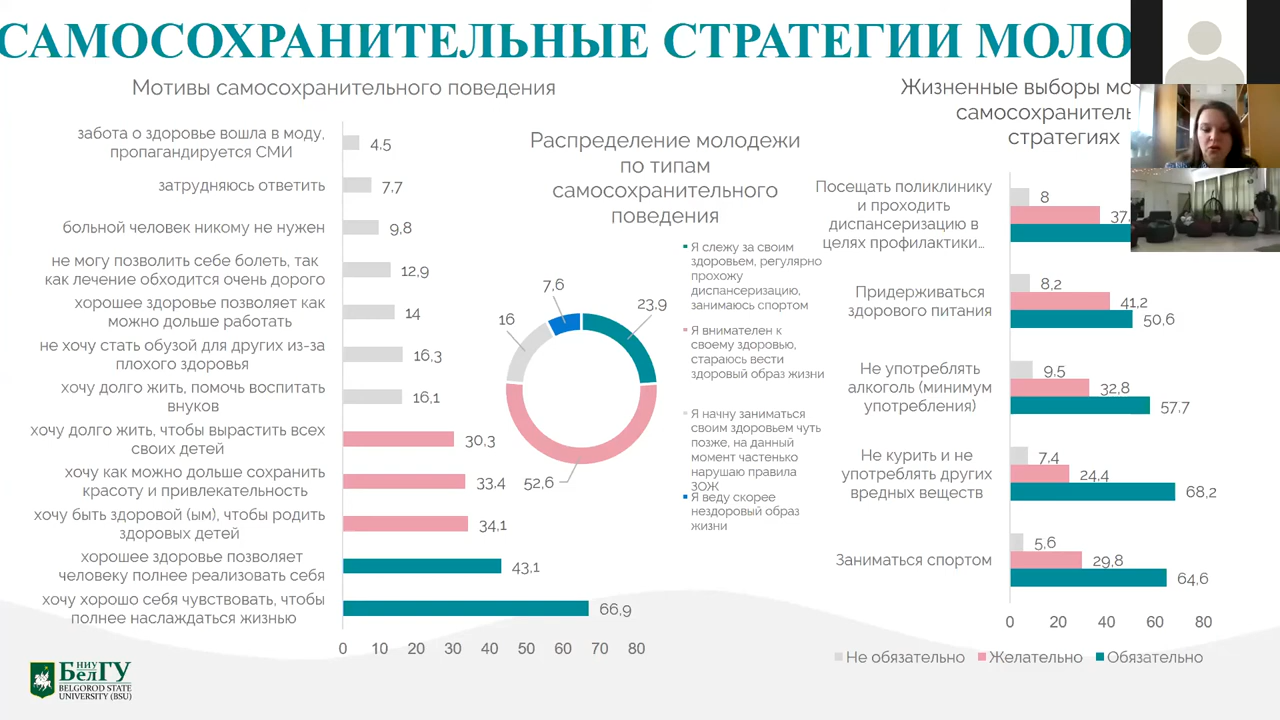 САМОСОХРАНИТЕЛЬНЫЕ СТРАТЕГИИ МОЛО
Мотивы самосохранительного поведения
забота о здоровье вошла в моду,
пропагандируется СМИ
4.5
затрудняюсь ответить
7,7
больной человек никому не нужен
9,8
не могу позволить себе болеть, так
как лечение обходится очень дорого
12,9
хорошее здоровье позволяет как
можно дольше работать
14
не хочу стать обузой для других из-за
плохого здоровья
16,3
хочу долго жить, помочь воспитать
внуков
16,1
хочу долго жить, чтобы вырастить всех
своих детей
30,3
хочу как можно дольше сохранить
красоту и привлекательность
33,4
хочу быть здоровой (ым), чтобы родить
здоровых детей
34,1
хорошее здоровье позволяет
человеку полнее реализовать себя
43,1
хочу хорошо себя чувствовать, чтобы
полнее наслаждаться жизнью
66,9
0 10 20 30 40 50 60 70 80
Распределение молодежи
по типам
самосохранительного
поведения
7,6
23,9
16
52,6
Я слежу за своим
здоровьем, регулярно
прохожу
диспансеризацию,
занимаюсь спортом
Я внимателен к
своему здоровью,
стараюсь вести
здоровый образ жизни
Я начну заниматься
своим здоровьем чуть
позже, на данный
момент частенько
нарушаю правила
ЗОЖ
Я веду скорее
нездоровый образ
жизни
Жизненные выборы мо
самосохранитель
стратегиях
Посещать поликлинику
и проходить
диспансеризацию в
целях профилактики…
8
37,
Придерживаться
здорового питания
8,2
41,2
50,6
Не употреблять
алкоголь (минимум
употребления)
9,5
32,8
57,7
Не курить и не
употреблять других
вредных веществ
7,4
24,4
68,2
Заниматься спортом
5,6
29,8
64,6
0 20 40 60 80
Не обязательно Желательно Обязательно
НИУ
БелГУ
BELGOROD STATE
UNIVERSITY (BSU)